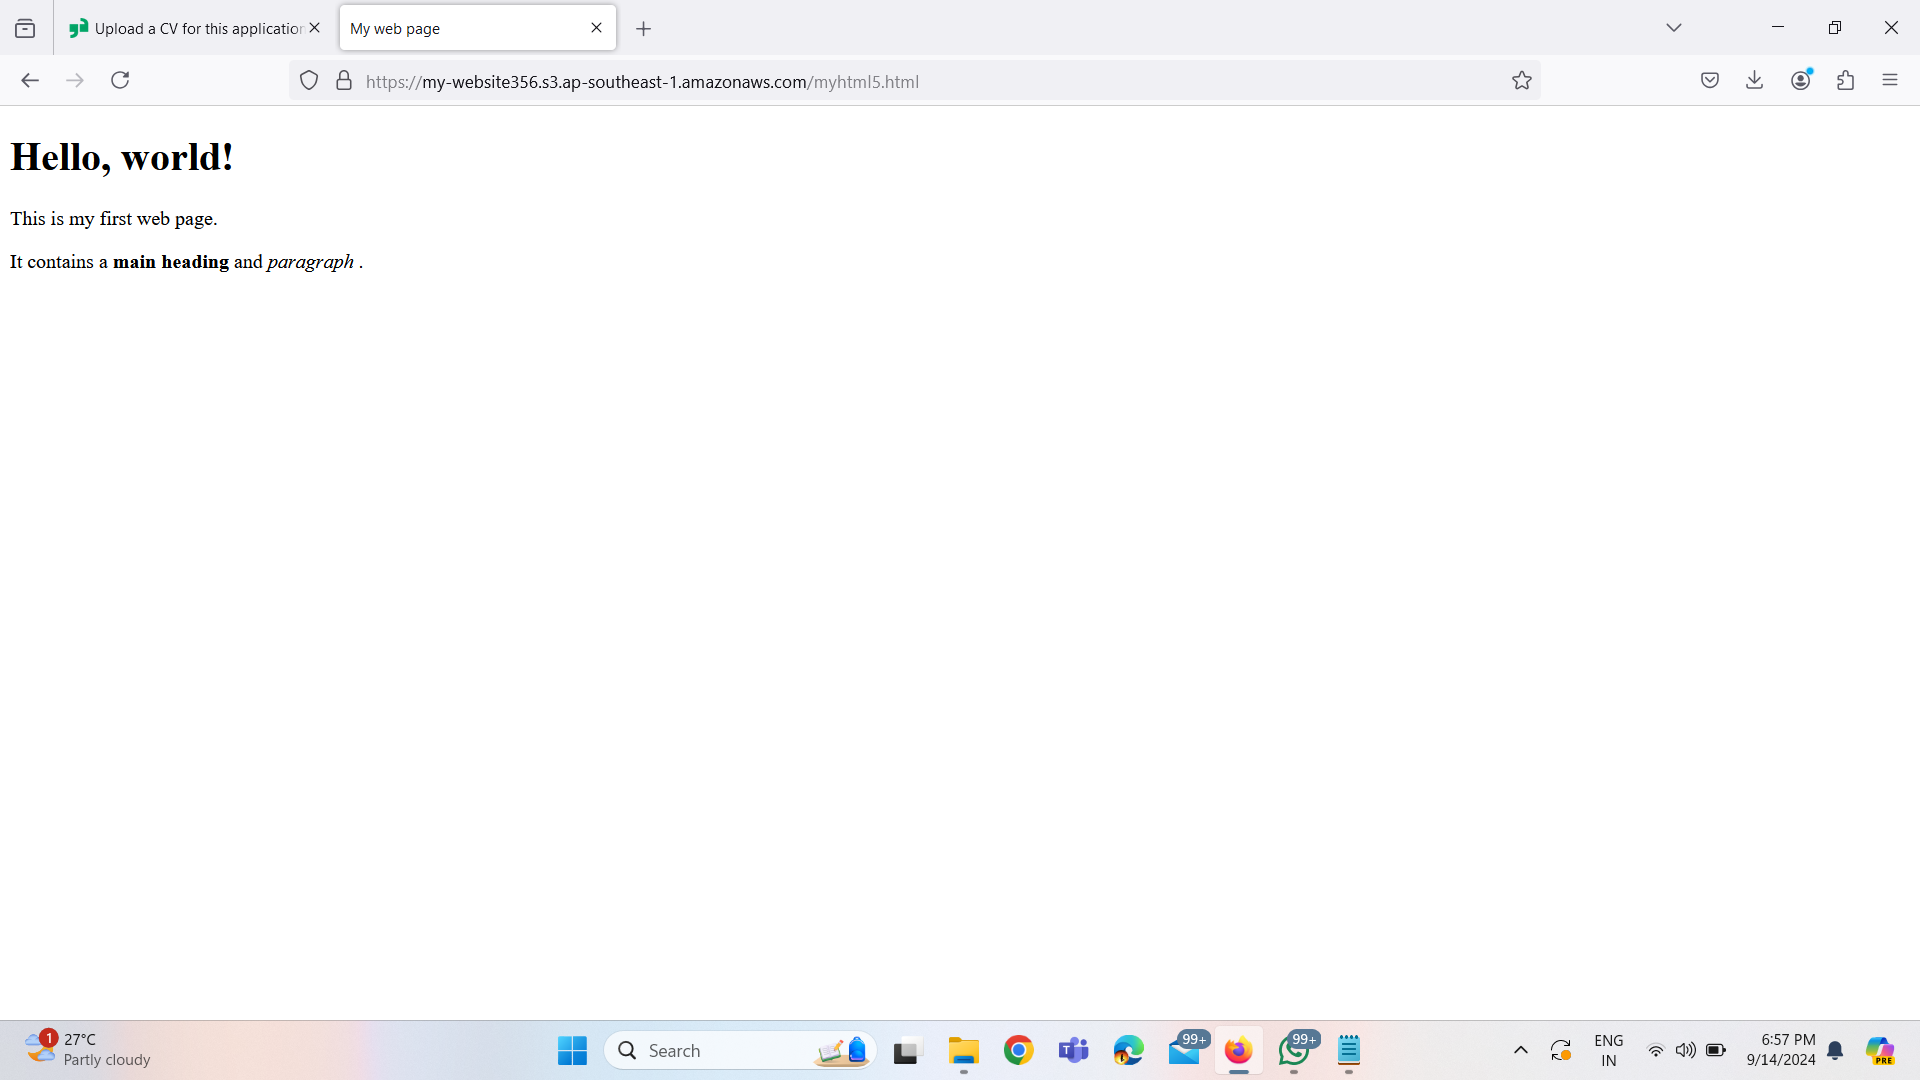 Upload a CV for this application
My web page
https://my-website356.s3.ap-southeast-1.amazonaws.com/myhtml5.html
Hello, world!
This is my first web page.
It contains a main heading and paragraph .
1
27°C
Partly cloudy
Search
T
99+
99+
ENG
IN
6:57 PM
9/14/2024
PRE